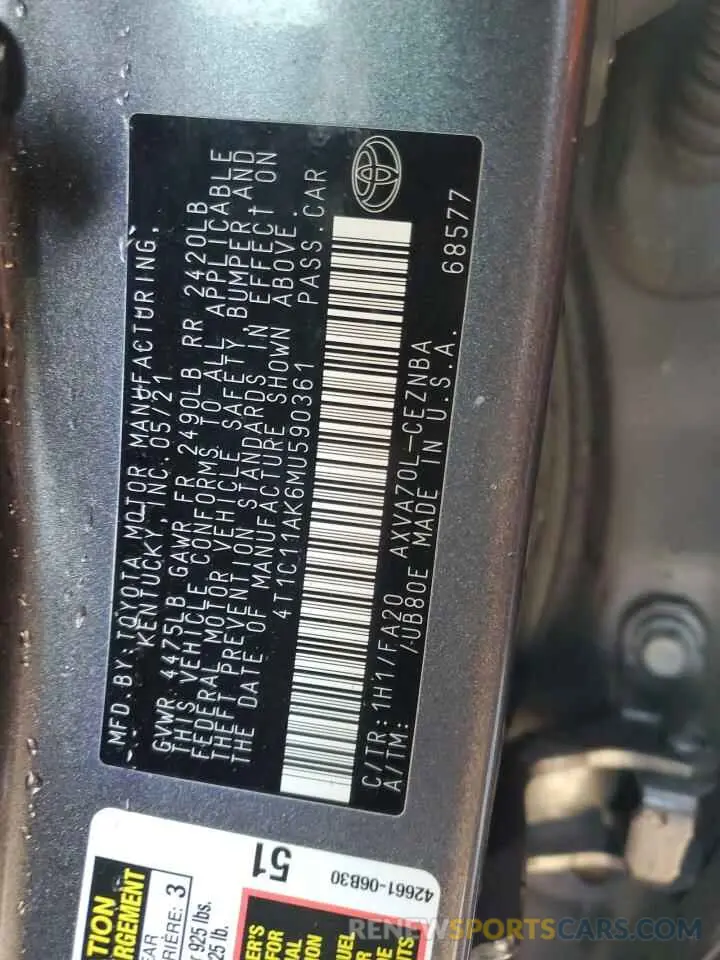 MFD. BY: TOYOTA MOTOR MANUFACTURING,
KENTUCKY, INC. 05/21
GVWR 4475LB GAWR FR 2490LB RR 2420LB
THIS VEHICLE CONFORMS TO ALL APPLICABLE
FEDERAL MOTOR VEHICLE SAFETY BUMPER AND
THEFT PREVENTION STANDARDS IN EFFECT ON
THE DATE OF MANUFACTURE SHOWN ABOVE.
4T1C11AK6MU590361 PASS.CAR
C/TR: 1H1/FA20 AXVA70L-CEZNBA
A/TM: /UB80E MADE IN U.S.A. 68577
51
42661-06B30
3
925 lbs.
RENEWSPORTSCARS.COM